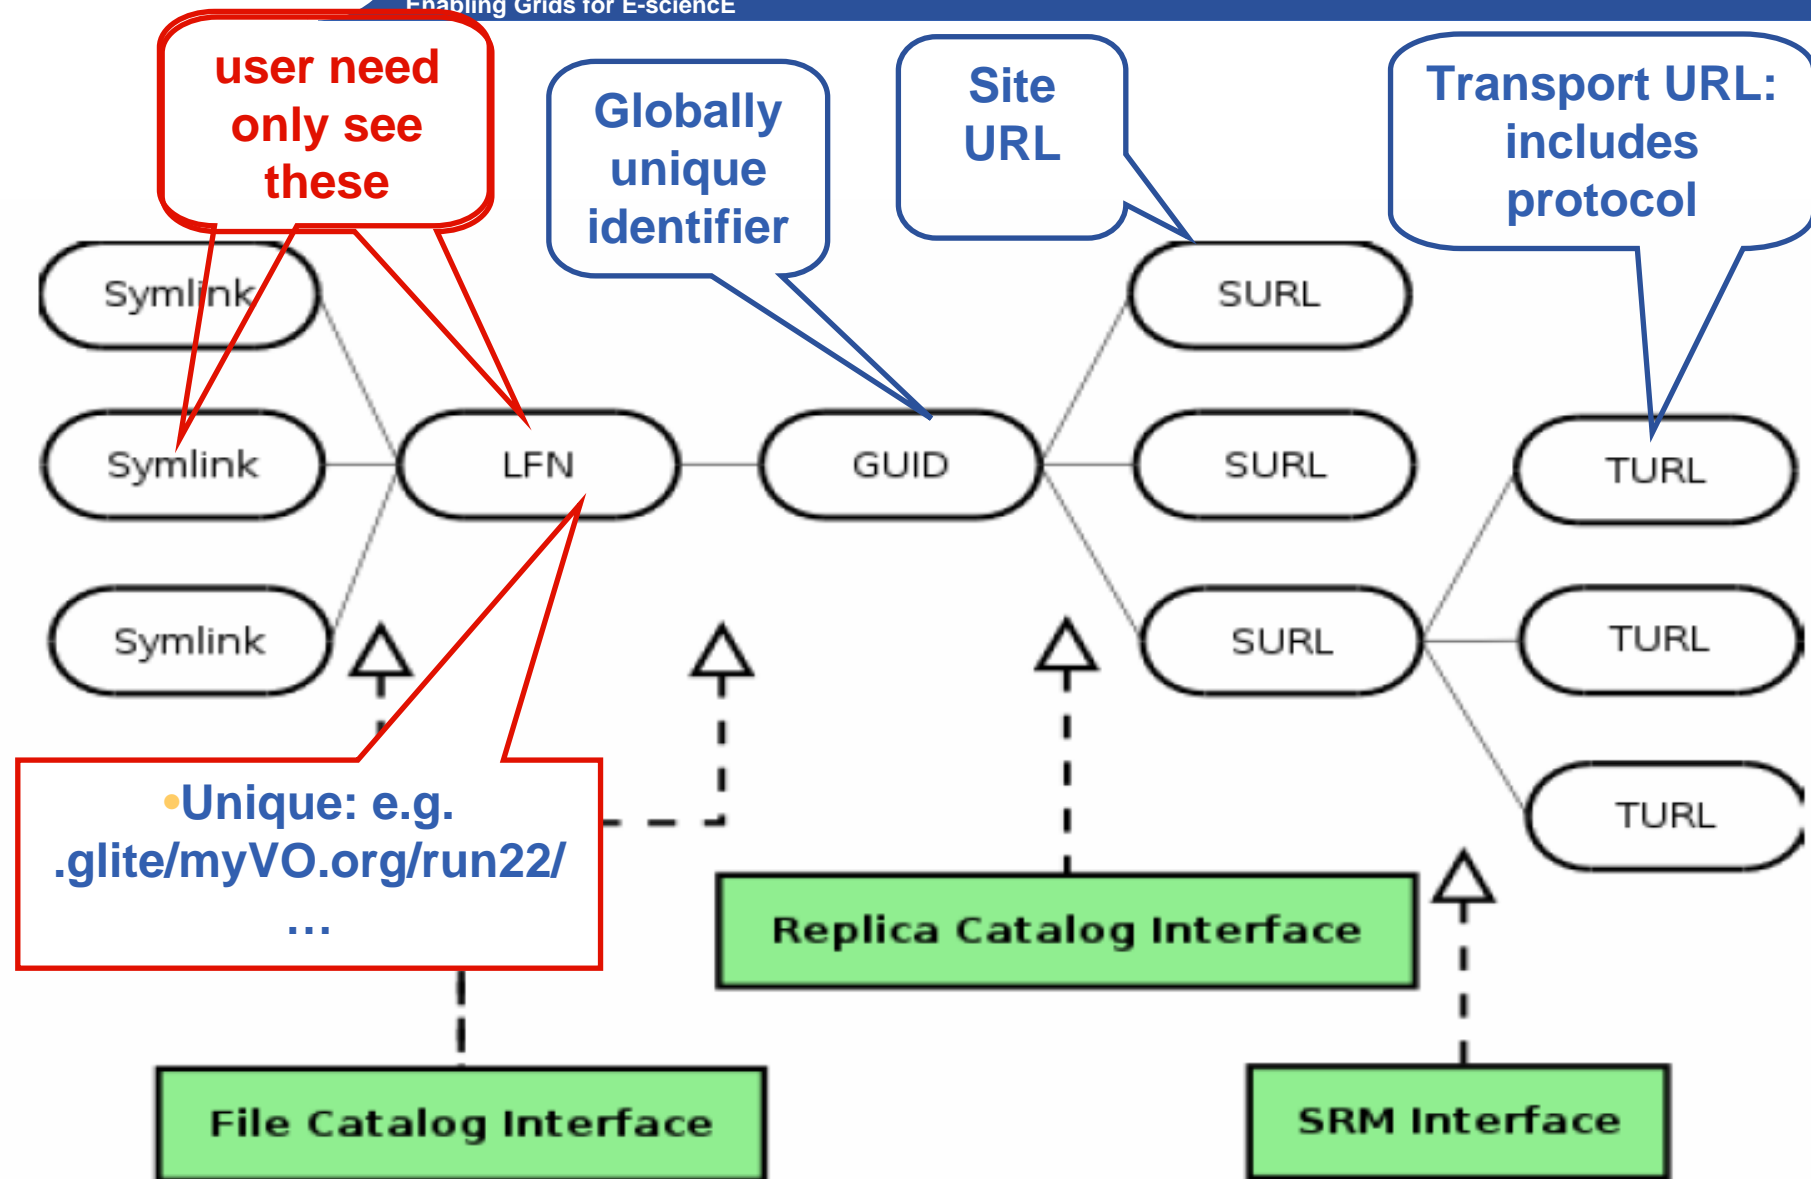 Enabling Grids for E-sciencE
user need
only see
these
Globally
unique
identifier
Site
URL
Transport URL:
includes
protocol
Symlink
SURL
Symlink
LFN
GUID
SURL
TURL
Symlink
SURL
TURL
TURL
•Unique: e.g.
.glite/myVO.org/run22/
…
Replica Catalog Interface
File Catalog Interface
SRM Interface